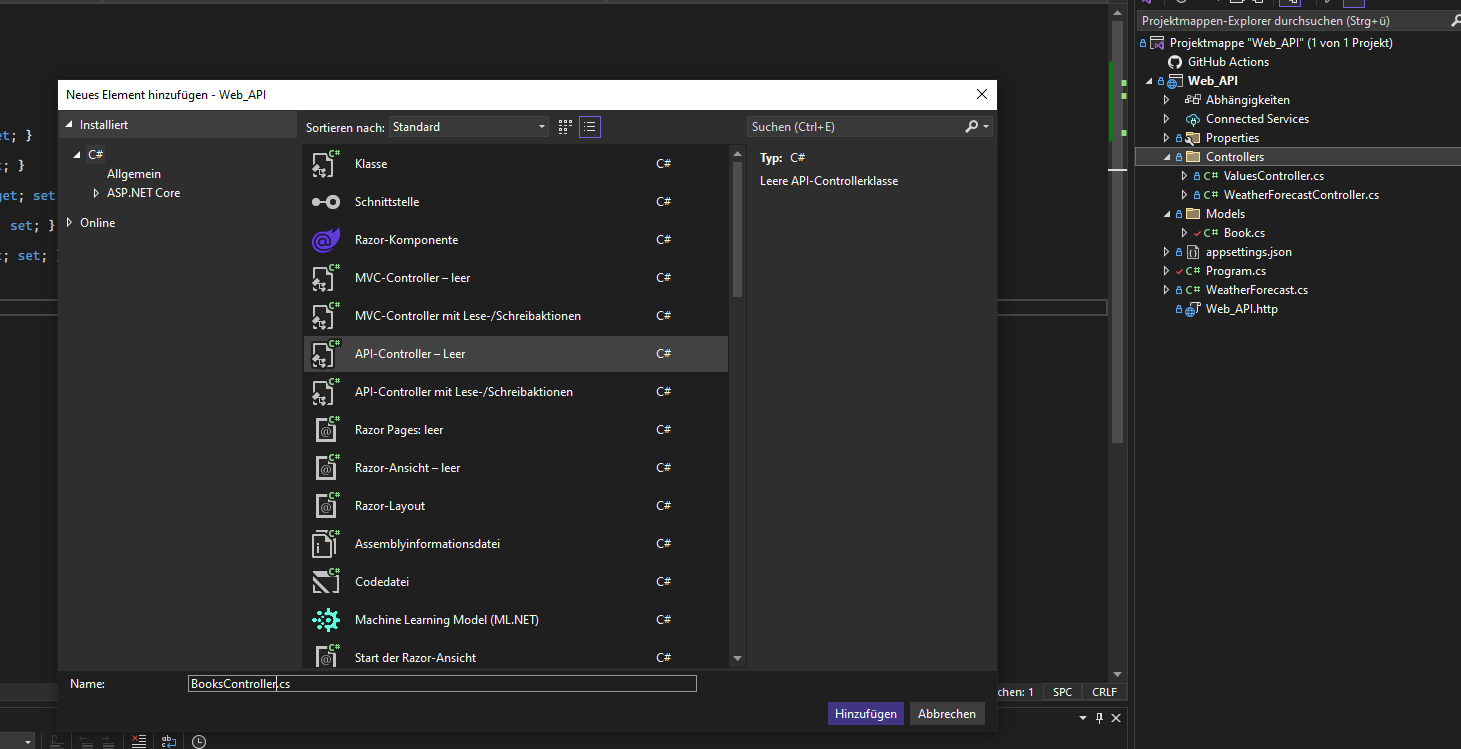 et; }
t; }
get; set
set; }
t; set; }
Neues Element hinzufügen - Web_API
Installiert
C#
Allgemein
ASP.NET Core
Online
Sortieren nach: Standard
Klasse C#
Schnittstelle C#
Razor-Komponente C#
MVC-Controller – leer C#
MVC-Controller mit Lese-/Schreibaktionen C#
API-Controller – Leer C#
API-Controller mit Lese-/Schreibaktionen C#
Razor Pages: leer C#
Razor-Ansicht – leer C#
Razor-Layout C#
Assemblyinformationsdatei C#
Codedatei C#
Machine Learning Model (ML.NET) C#
Start der Razor-Ansicht C#
Suchen (Ctrl+E)
Typ: C#
Leere API-Controllerklasse
Name: BooksController.cs
Hinzufügen Abbrechen
chen: 1 SPC CRLF
Projektmappen-Explorer durchsuchen (Strg+ü)
Projektmappe "Web_API" (1 von 1 Projekt)
GitHub Actions
Web_API
Abhängigkeiten
Connected Services
Properties
Controllers
C# ValuesController.cs
C# WeatherForecastController.cs
Models
C# Book.cs
appsettings.json
C# Program.cs
C# WeatherForecast.cs
Web_API.http